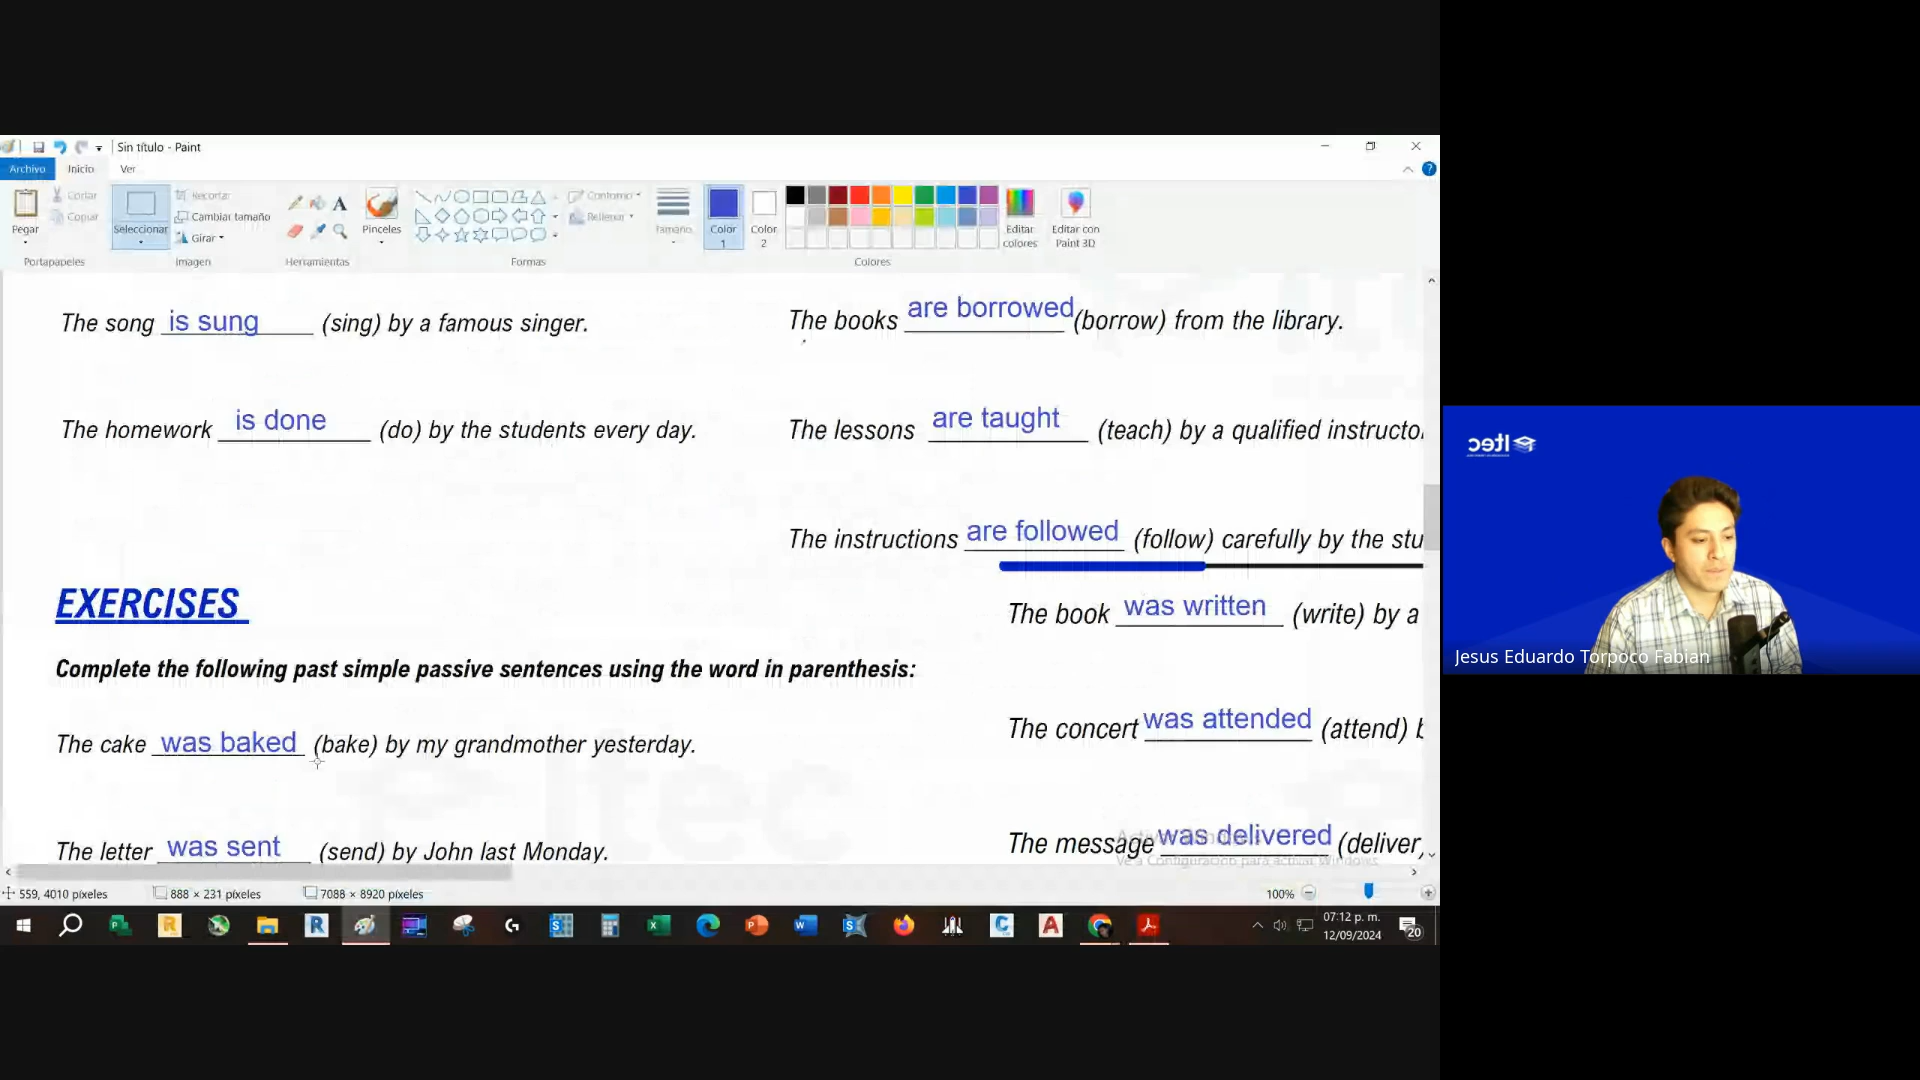 Sin título - Paint
Archivo Inicio Ver
Pegar
Cortar
Copiar
Portapapeles
Seleccionar
Recortar
Cambiar tamaño
Girar
Imagen
Herramientas
Pinceles
Formas
Contorno
Rellenar
Tamaño
Color 1
Color 2
Colores
Editar colores
Editar con Paint 3D
The song is sung (sing) by a famous singer.
The books are borrowed (borrow) from the library.
The homework is done (do) by the students every day.
The lessons are taught (teach) by a qualified instructo
The instructions are followed (follow) carefully by the stu
EXERCISES
The book was written (write) by a
Complete the following past simple passive sentences using the word in parenthesis:
The concert was attended (attend) b
The cake was baked (bake) by my grandmother yesterday.
The message was delivered (deliver,
The letter was sent (send) by John last Monday.
Ve a Configuración para activar Windows.
559, 4010 píxeles
888 × 231 píxeles
7088 × 8920 píxeles
100%
07:12 p. m.
12/09/2024
20
Itec
Jesus Eduardo Torpoco Fabian